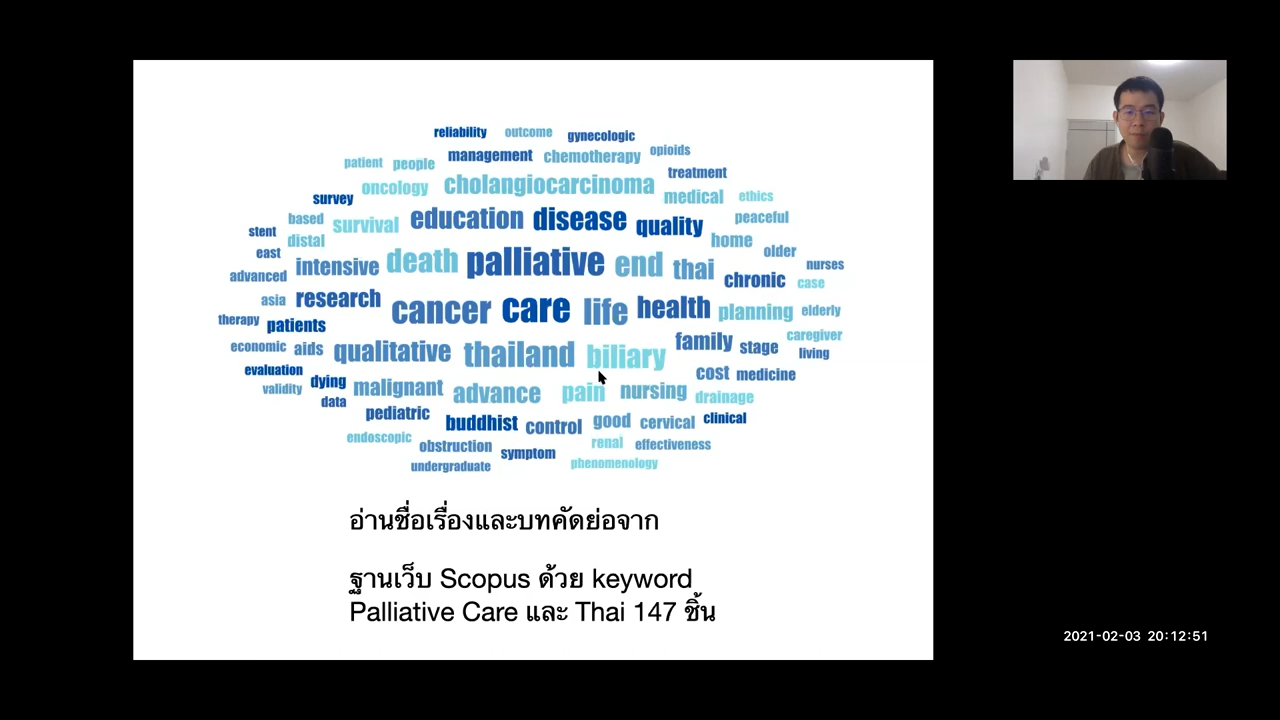 reliability outcome gynecologic
patient people management chemotherapy opioids
survey oncology cholangiocarcinoma medical treatment ethics
stent based survival education disease quality peaceful
east distal home older
advanced intensive death palliative end thai chronic nurses case
asia research cancer care life health planning elderly
therapy patients family stage caregiver living
economic aids qualitative thailand biliary cost medicine
evaluation dying malignant advance pain nursing drainage
validity data pediatric buddhist control good cervical clinical
endoscopic obstruction symptom renal effectiveness
undergraduate phenomenology
อ่านชื่อเรื่องและบทคัดย่อจาก
ฐานเว็บ Scopus ด้วย keyword
Palliative Care และ Thai 147 ชิ้น
2021-02-03 20:12:51